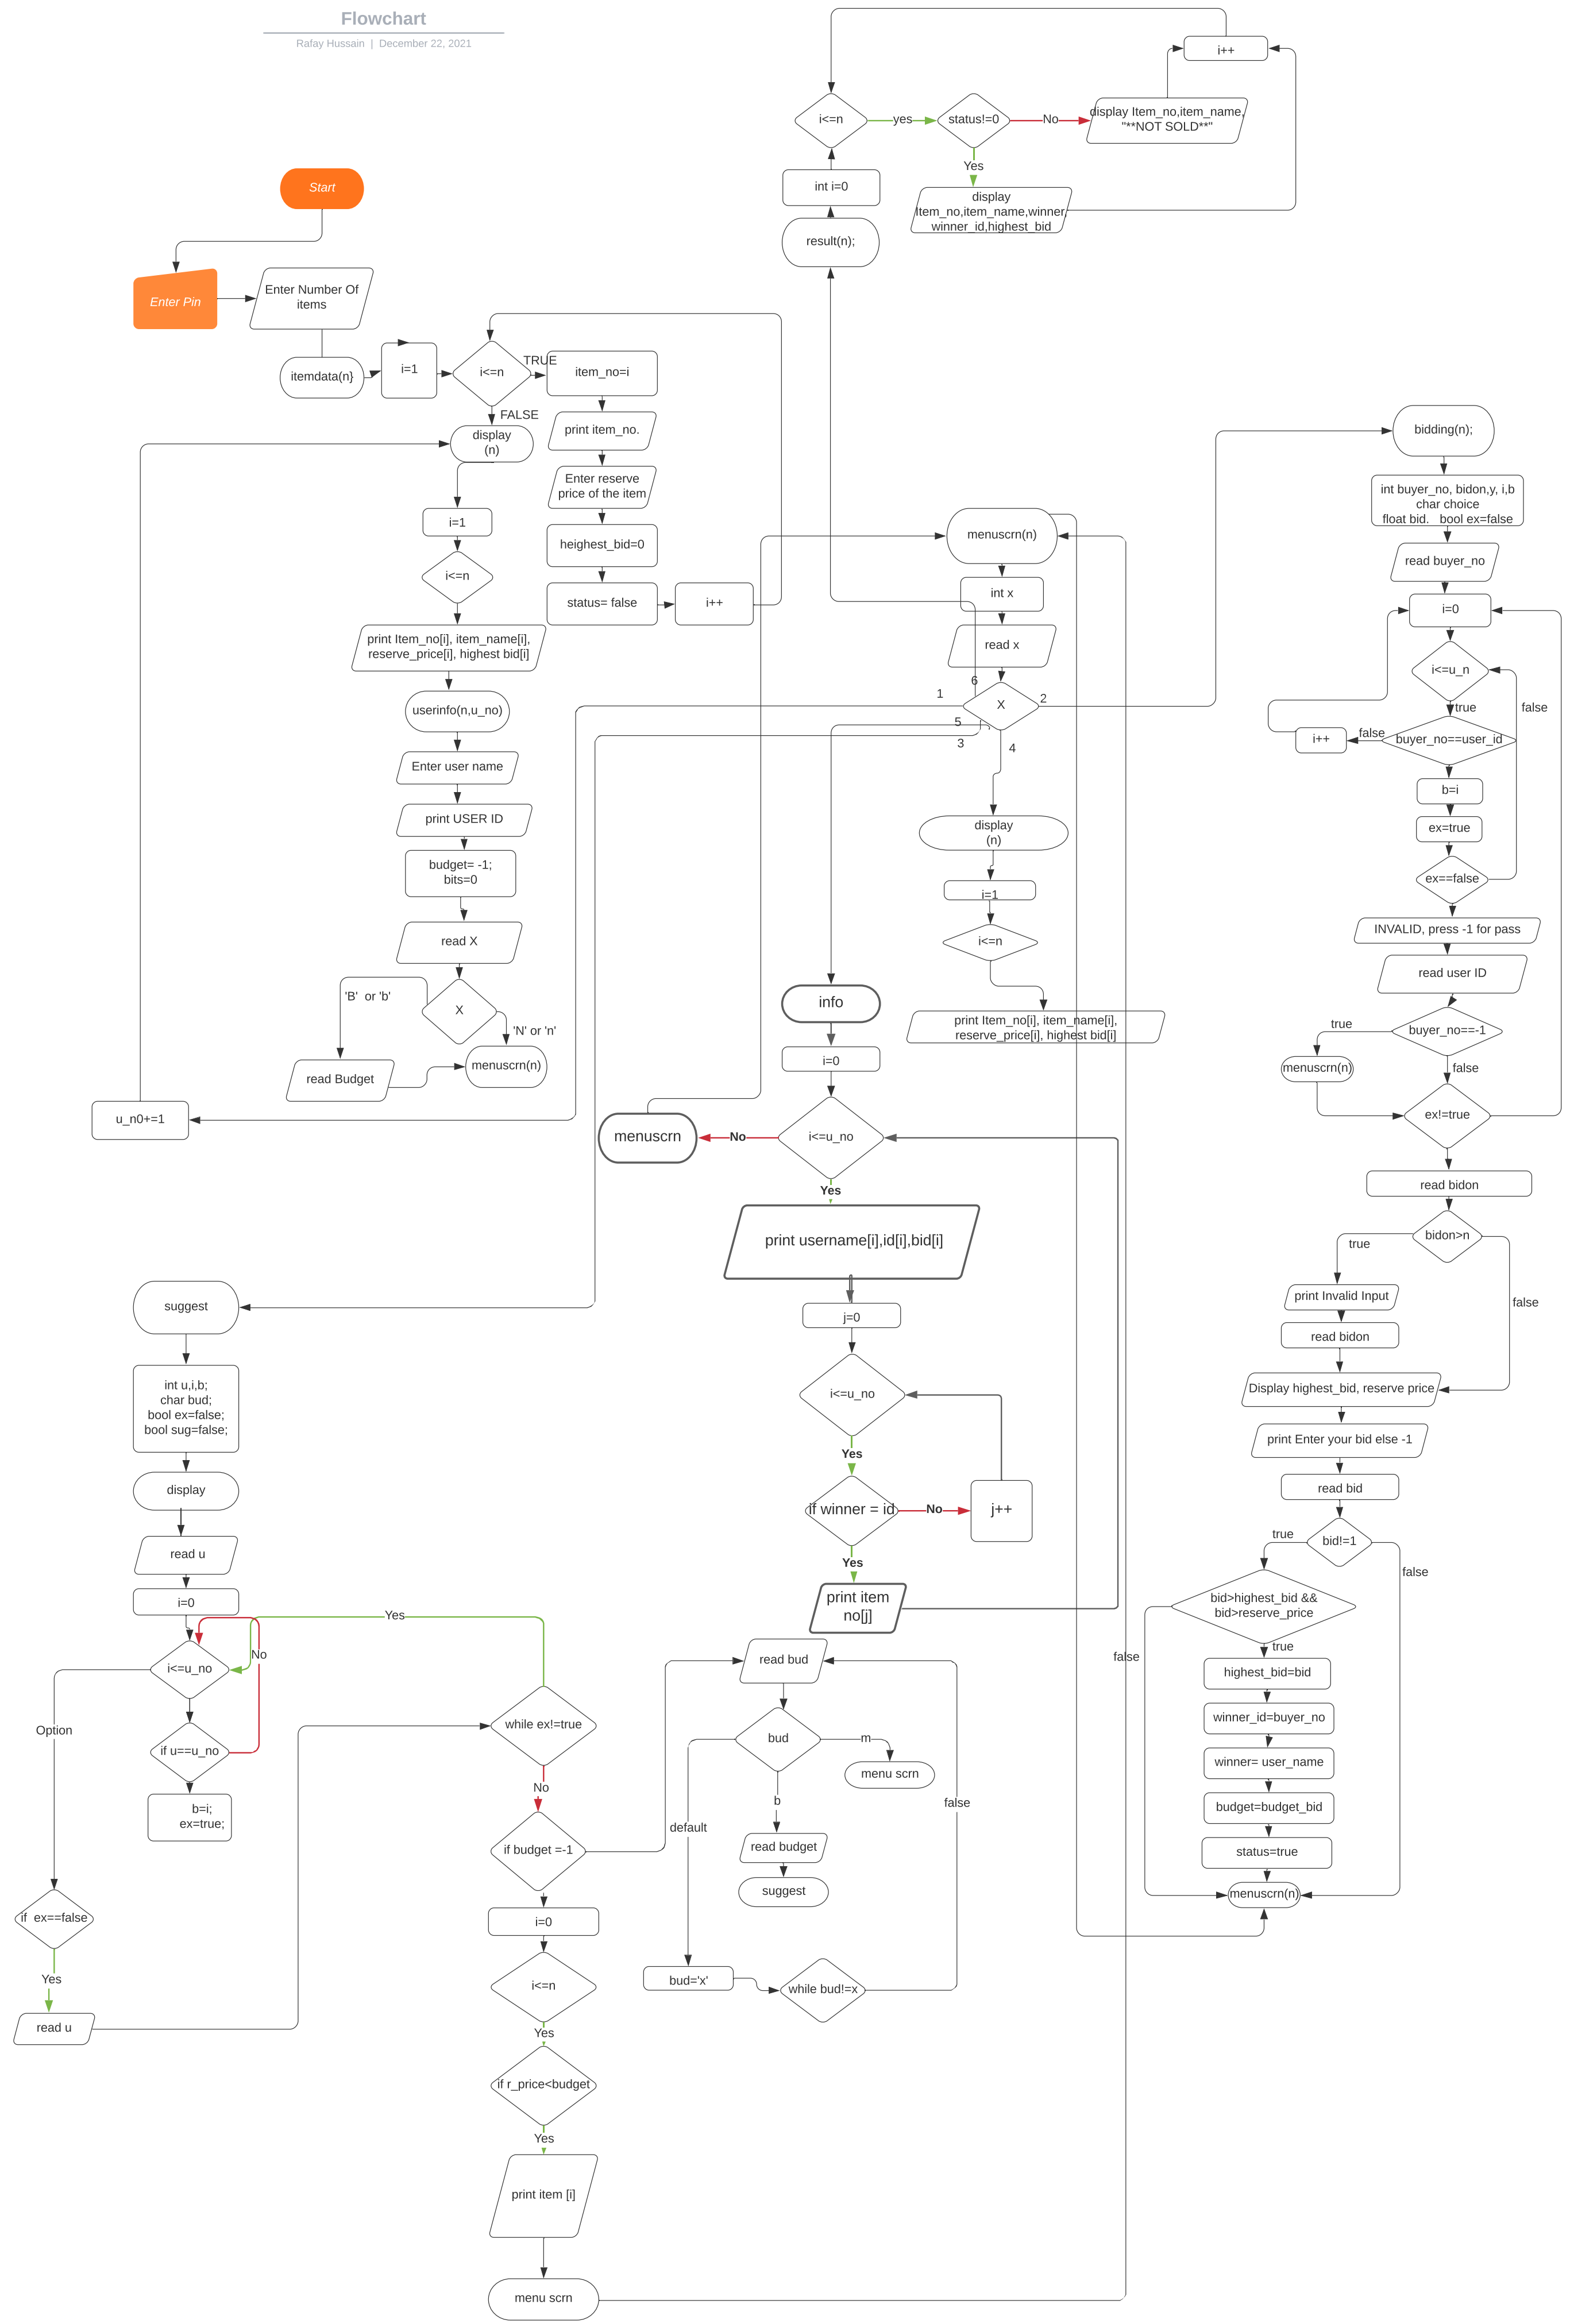 Flowchart
Rafay Hussain | December 22, 2021
i++
i<=n
yes
status!=0
No
display Item_no,item_name,
"**NOT SOLD**"
Yes
int i=0
display
Item_no,item_name,winner,
winner_id,highest_bid
result(n);
Start
Enter Pin
Enter Number Of
items
itemdata(n}
i=1
i<=n
TRUE
item_no=i
FALSE
print item_no.
display
(n)
Enter reserve
price of the item
i=1
heighest_bid=0
i<=n
status= false
i++
print Item_no[i], item_name[i],
reserve_price[i], highest bid[i]
userinfo(n,u_no)
Enter user name
print USER ID
budget= -1;
bits=0
read X
'B'  or 'b'
X
'N' or 'n'
menuscrn(n)
read Budget
u_n0+=1
menuscrn(n)
int x
read x
6
1
X
2
5
3
4
display
(n)
i=1
i<=n
print Item_no[i], item_name[i],
reserve_price[i], highest bid[i]
bidding(n);
int buyer_no, bidon,y, i,b
char choice
float bid.   bool ex=false
read buyer_no
i=0
i<=u_n
true
false
i++
false
buyer_no==user_id
b=i
ex=true
ex==false
INVALID, press -1 for pass
read user ID
true
buyer_no==-1
menuscrn(n)
false
ex!=true
read bidon
bidon>n
true
false
print Invalid Input
read bidon
Display highest_bid, reserve price
print Enter your bid else -1
read bid
true
bid!=1
false
bid>highest_bid &&
bid>reserve_price
false
true
highest_bid=bid
winner_id=buyer_no
winner= user_name
budget=budget_bid
status=true
menuscrn(n)
info
i=0
menuscrn
No
i<=u_no
Yes
print username[i],id[i],bid[i]
j=0
i<=u_no
Yes
if winner = id
No
j++
Yes
print item
no[j]
suggest
int u,i,b;
char bud;
bool ex=false;
bool sug=false;
display
read u
i=0
Yes
No
i<=u_no
Option
if u==u_no
b=i;
ex=true;
if  ex==false
Yes
read u
while ex!=true
No
if budget =-1
i=0
i<=n
Yes
if r_price<budget
Yes
print item [i]
menu scrn
read bud
bud
m
menu scrn
b
default
false
read budget
suggest
bud='x'
while bud!=x